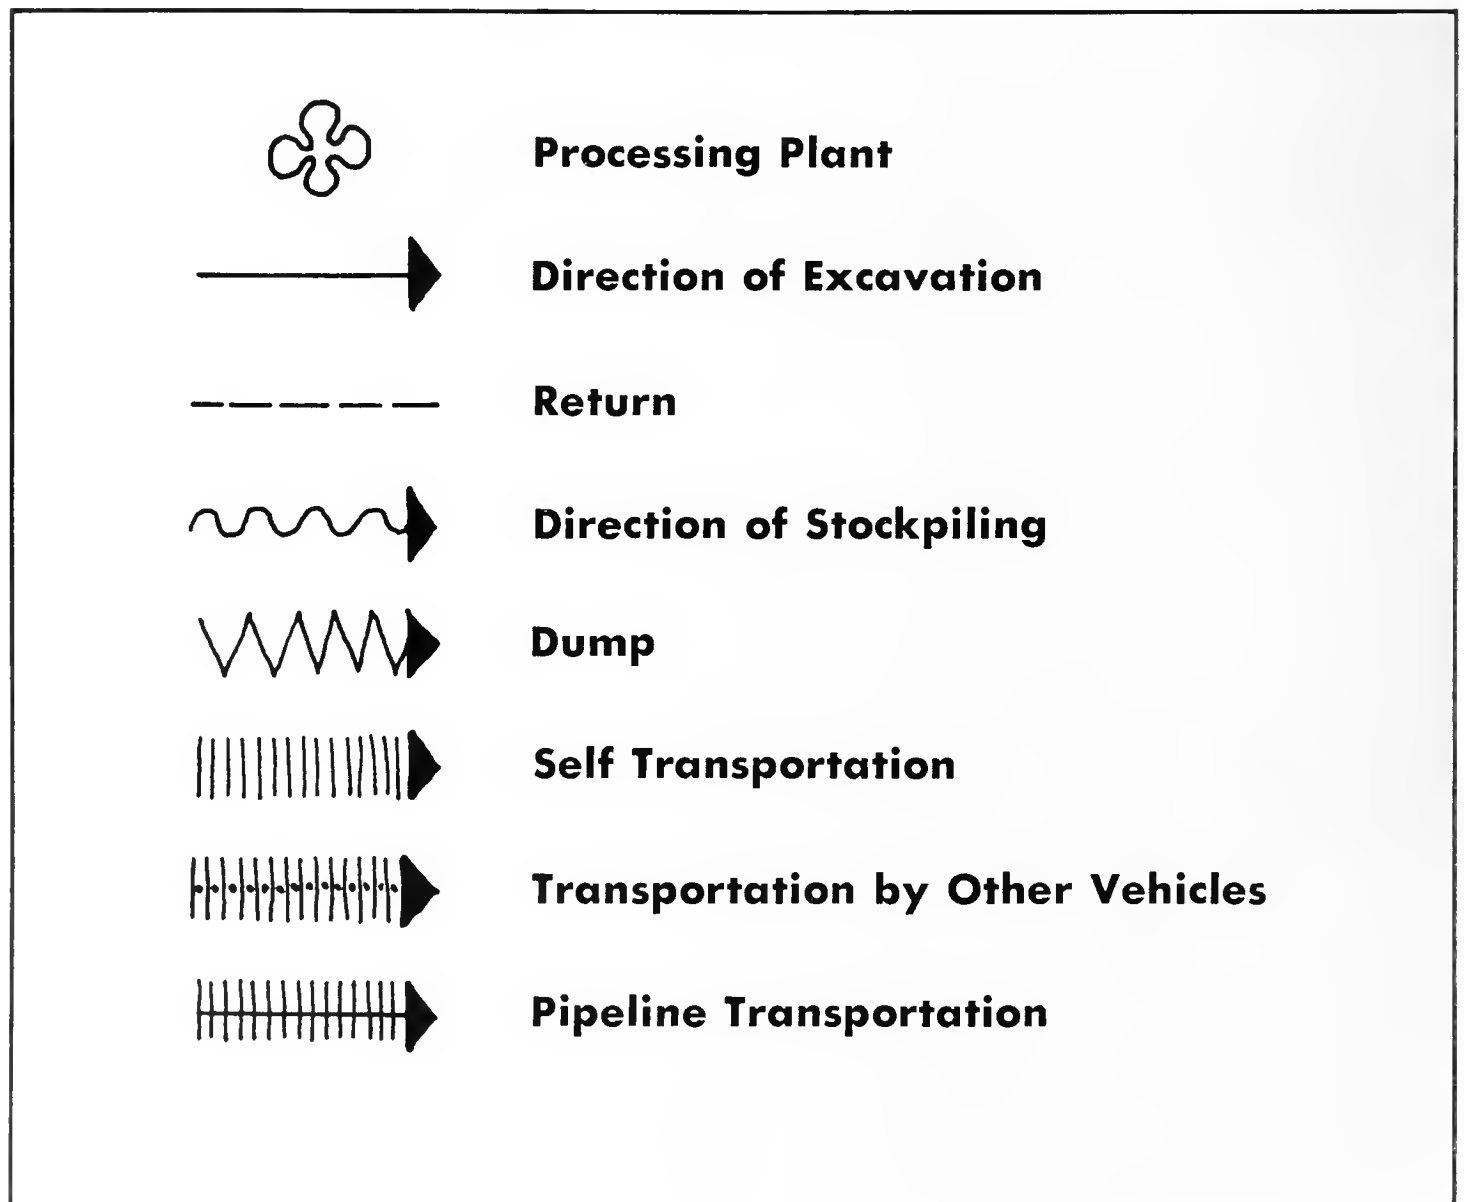 Processing Plant
Direction of Excavation
Return
Direction of Stockpiling
Dump
Self Transportation
Transportation by Other Vehicles
Pipeline Transportation